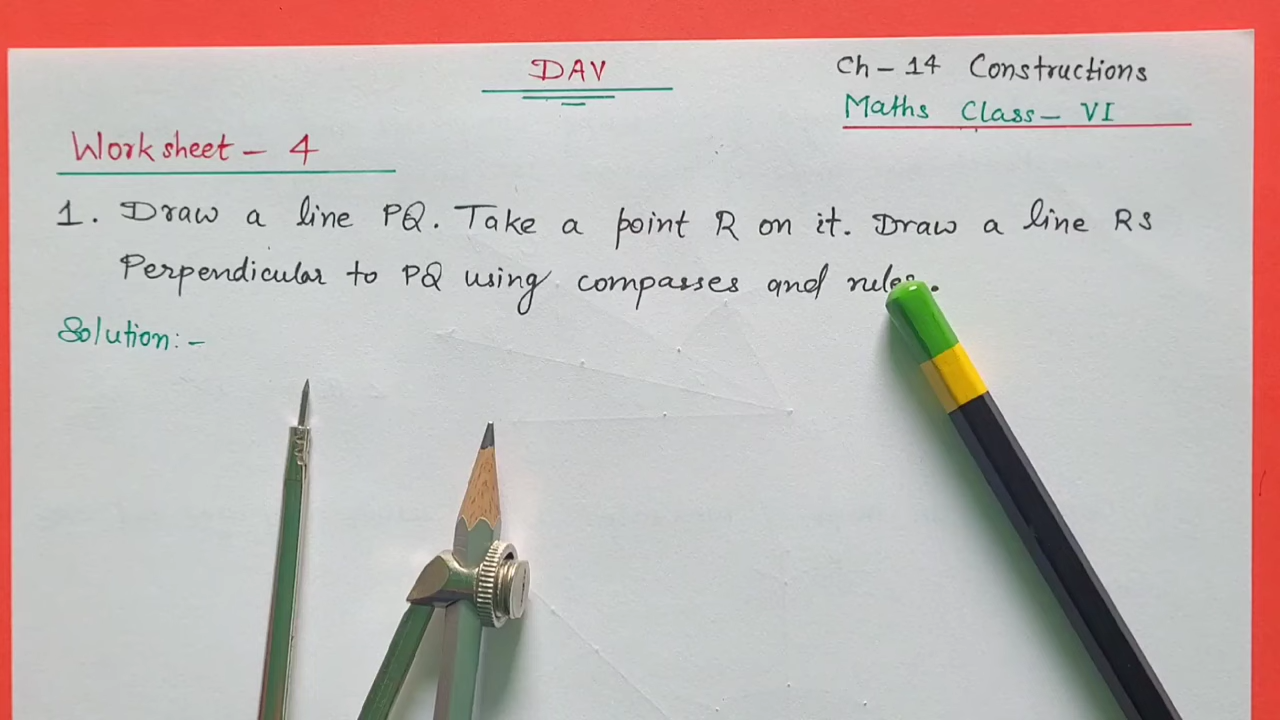 DAV
Ch - 14 Constructions
Maths Class - VI
Worksheet - 4
1. Draw a line PQ. Take a point R on it. Draw a line RS
Perpendicular to PQ using compasses and ruler.
Solution:-